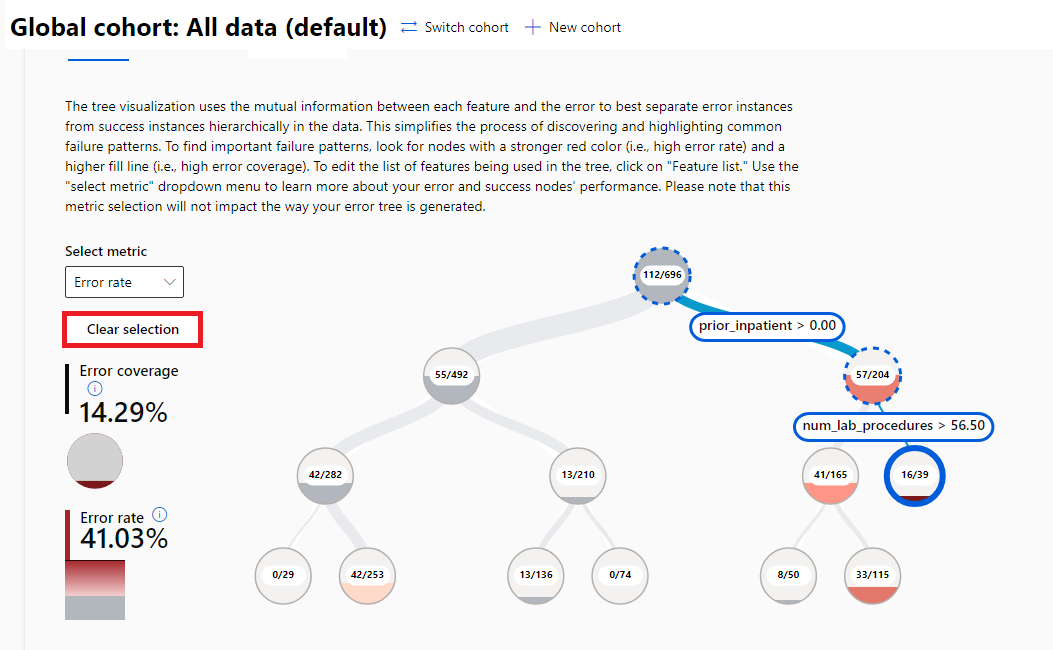 Global cohort: All data (default) Switch cohort New cohort
The tree visualization uses the mutual information between each feature and the error to best separate error instances
from success instances hierarchically in the data. This simplifies the process of discovering and highlighting common
failure patterns. To find important failure patterns, look for nodes with a stronger red color (i.e., high error rate) and a
higher fill line (i.e., high error coverage). To edit the list of features being used in the tree, click on "Feature list." Use the
"select metric" dropdown menu to learn more about your error and success nodes' performance. Please note that this
metric selection will not impact the way your error tree is generated.
Select metric
Error rate
Clear selection
Error coverage
14.29%
Error rate
41.03%
112/696
prior_inpatient > 0.00
55/492
57/204
num_lab_procedures > 56.50
42/282
13/210
41/165
16/39
0/29
42/253
13/136
0/74
8/50
33/115